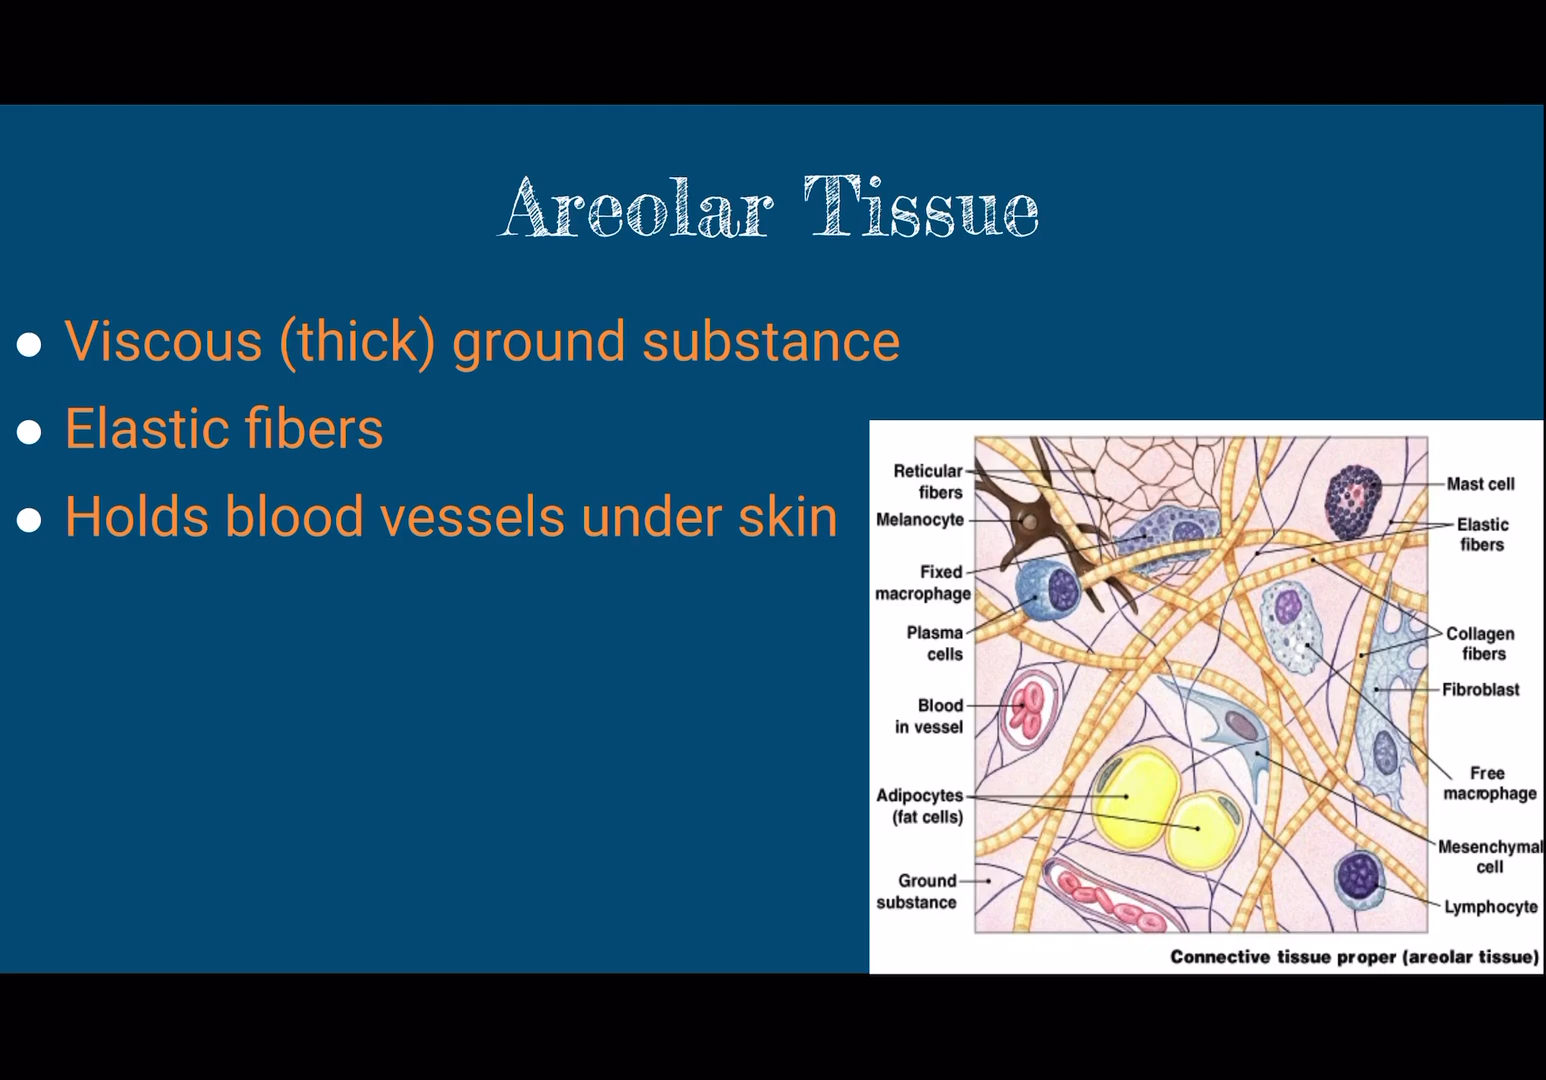 Areolar Tissue
Viscous (thick) ground substance
Elastic fibers
Holds blood vessels under skin
Reticular
fibers
Melanocyte
Fixed
macrophage
Plasma
cells
Blood
in vessel
Adipocytes
(fat cells)
Ground
substance
Mast cell
Elastic
fibers
Collagen
fibers
Fibroblast
Free
macrophage
Mesenchymal
cell
Lymphocyte
Connective tissue proper (areolar tissue)